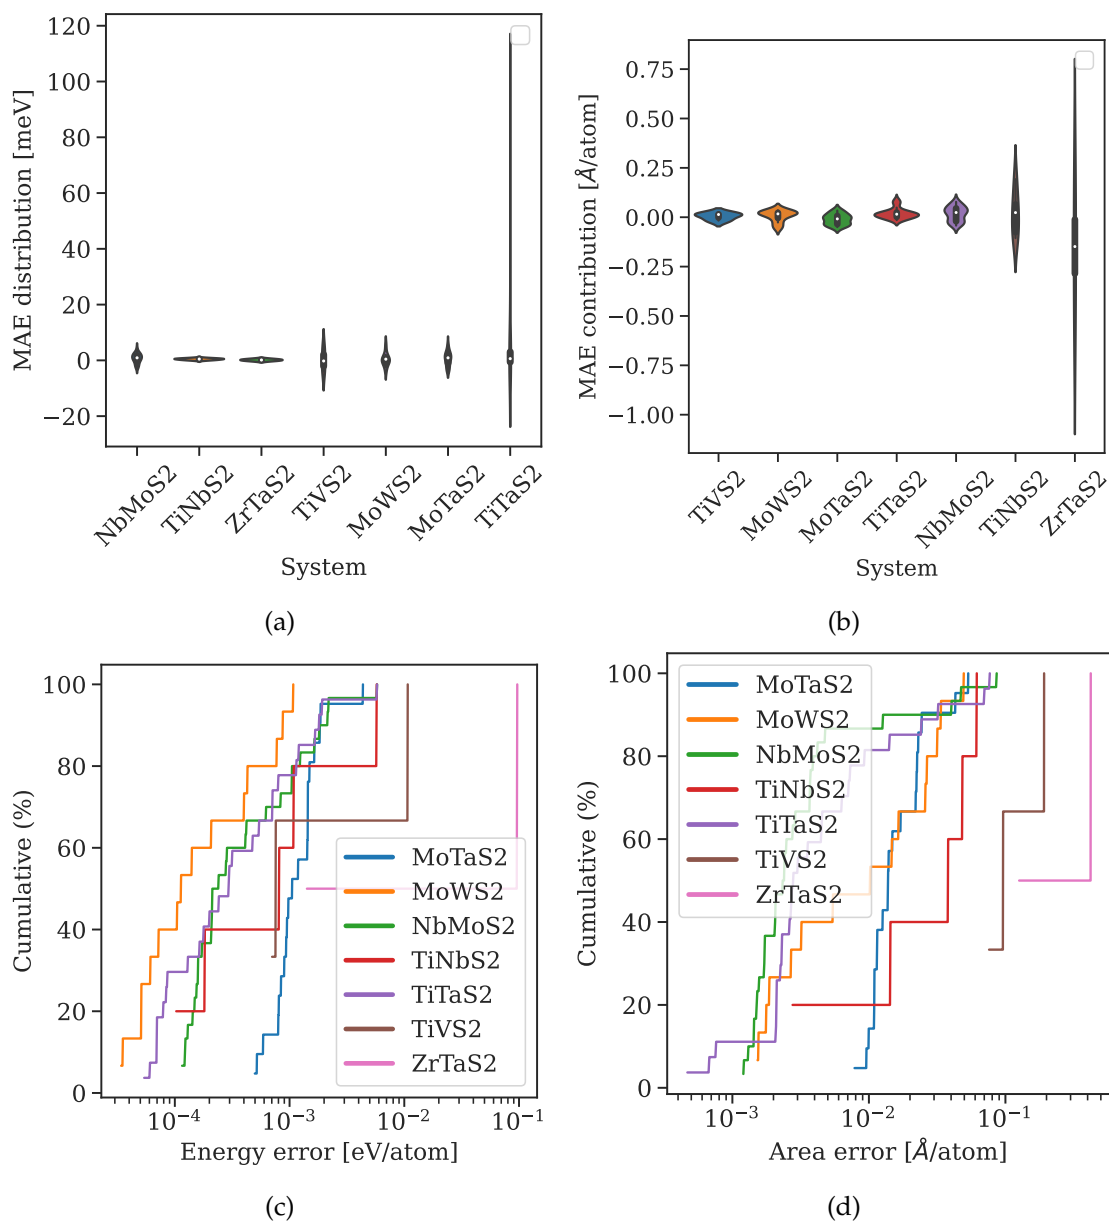 120
100
80
60
40
20
0
−20
MAE distribution [meV]
NbMoS2
TiNbS2
ZrTaS2
TiVS2
MoWS2
MoTaS2
TiTaS2
System
(a)
0.75
0.50
0.25
0.00
−0.25
−0.50
−0.75
−1.00
MAE contribution [Å/atom]
TiVS2
MoWS2
MoTaS2
TiTaS2
NbMoS2
TiNbS2
ZrTaS2
System
(b)
100
80
60
40
20
0
Cumulative (%)
MoTaS2
MoWS2
NbMoS2
TiNbS2
TiTaS2
TiVS2
ZrTaS2
10⁻⁴ 10⁻³ 10⁻² 10⁻¹
Energy error [eV/atom]
(c)
100
80
60
40
20
0
Cumulative (%)
MoTaS2
MoWS2
NbMoS2
TiNbS2
TiTaS2
TiVS2
ZrTaS2
10⁻³ 10⁻² 10⁻¹
Area error [Å/atom]
(d)